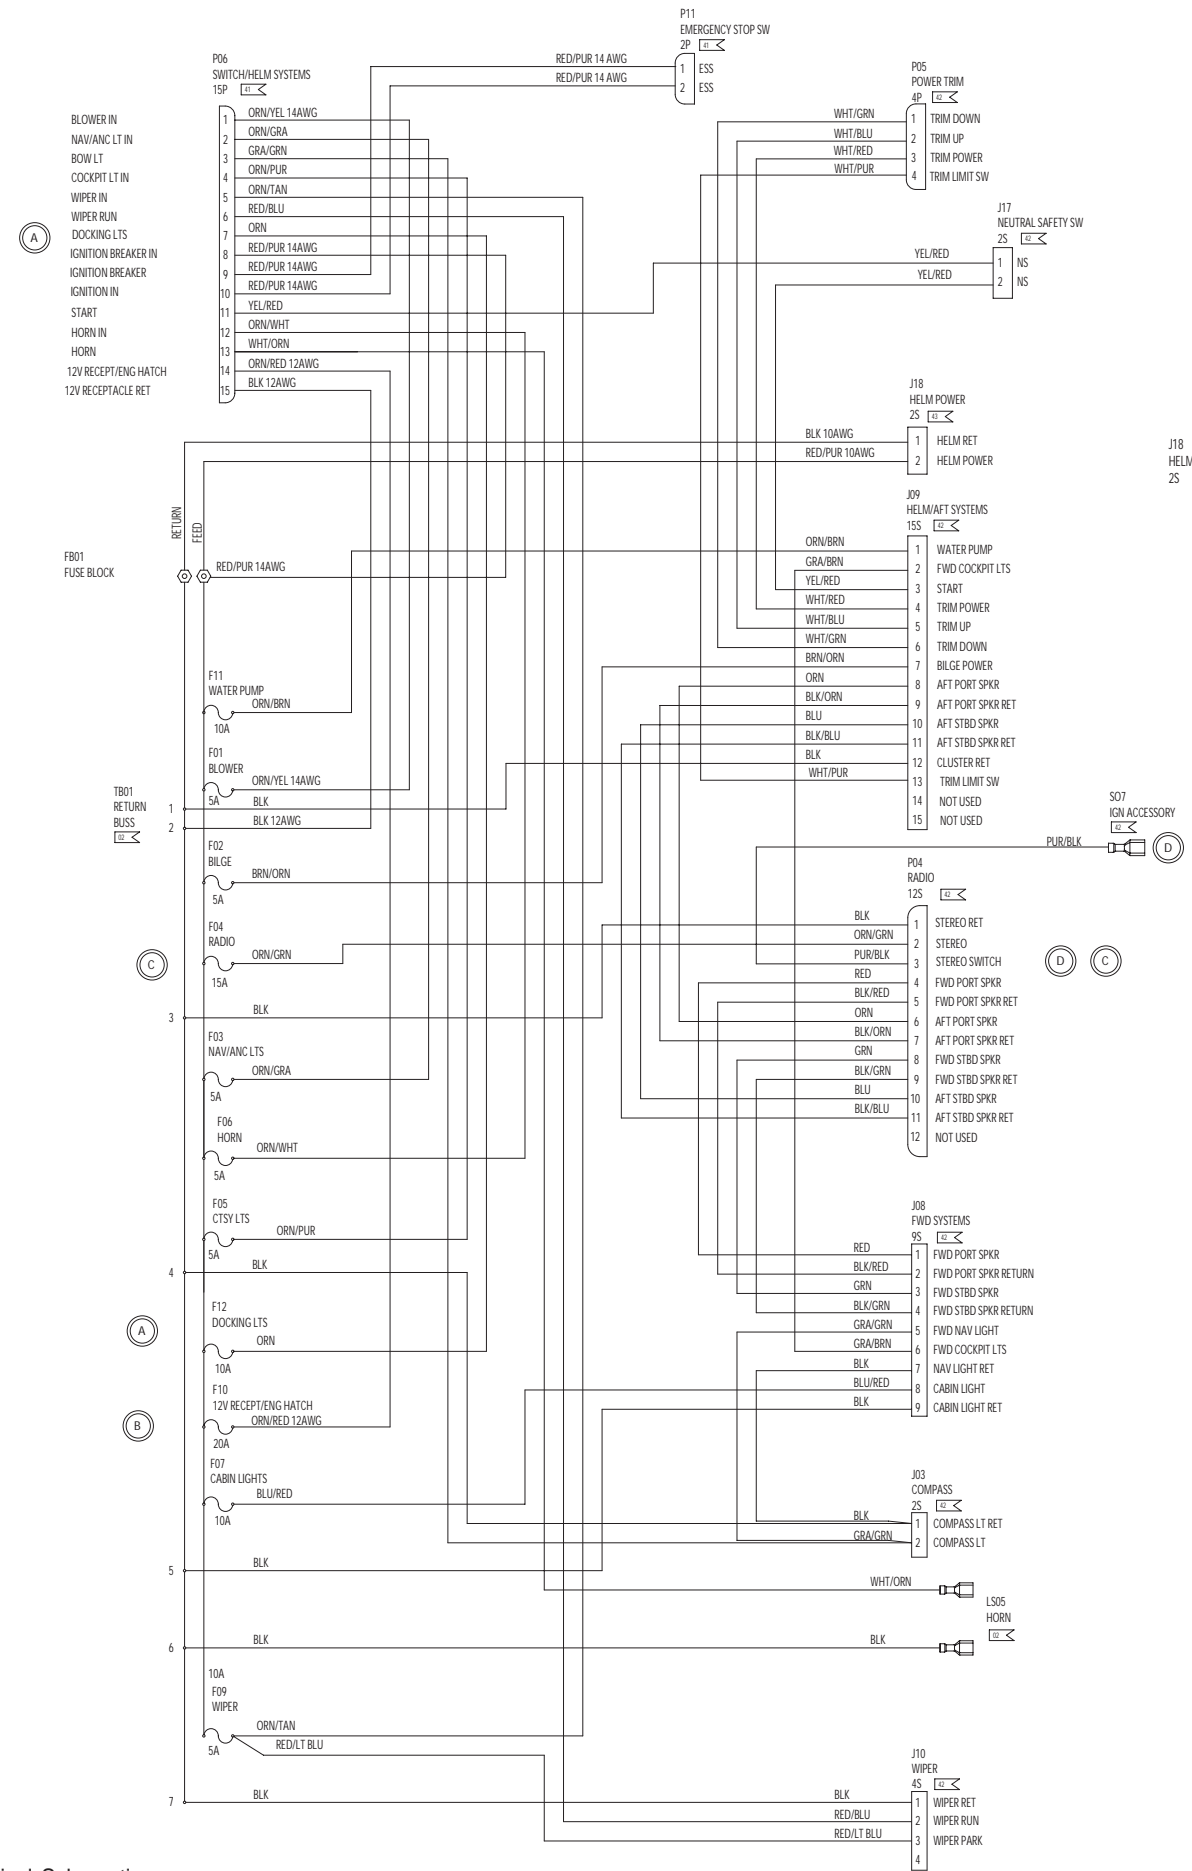 P11
EMERGENCY STOP SW
2P 41
RED/PUR 14 AWG 1 ESS
RED/PUR 14 AWG 2 ESS
P06
SWITCH/HELM SYSTEMS
15P 41
BLOWER IN 1 ORN/YEL 14AWG
NAV/ANC LT IN 2 ORN/GRA
BOW LT 3 GRA/GRN
COCKPIT LT IN 4 ORN/PUR
WIPER IN 5 ORN/TAN
WIPER RUN 6 RED/BLU
A DOCKING LTS 7 ORN
IGNITION BREAKER IN 8 RED/PUR 14AWG
IGNITION BREAKER 9 RED/PUR 14AWG
IGNITION IN 10 RED/PUR 14AWG
START 11 YEL/RED
HORN IN 12 ORN/WHT
HORN 13 WHT/ORN
12V RECEPT/ENG HATCH 14 ORN/RED 12AWG
12V RECEPTACLE RET 15 BLK 12AWG
P05
POWER TRIM
4P 42
WHT/GRN 1 TRIM DOWN
WHT/BLU 2 TRIM UP
WHT/RED 3 TRIM POWER
WHT/PUR 4 TRIM LIMIT SW
J17
NEUTRAL SAFETY SW
2S 42
YEL/RED 1 NS
YEL/RED 2 NS
J18
HELM POWER
2S 43
BLK 10AWG 1 HELM RET
RED/PUR 10AWG 2 HELM POWER
J18
HELM
2S
RETURN
FEED
FB01
FUSE BLOCK
RED/PUR 14AWG
J09
HELM/AFT SYSTEMS
15S 42
ORN/BRN 1 WATER PUMP
GRA/BRN 2 FWD COCKPIT LTS
YEL/RED 3 START
WHT/RED 4 TRIM POWER
WHT/BLU 5 TRIM UP
WHT/GRN 6 TRIM DOWN
BRN/ORN 7 BILGE POWER
ORN 8 AFT PORT SPKR
BLK/ORN 9 AFT PORT SPKR RET
BLU 10 AFT STBD SPKR
BLK/BLU 11 AFT STBD SPKR RET
BLK 12 CLUSTER RET
WHT/PUR 13 TRIM LIMIT SW
14 NOT USED
15 NOT USED
F11
WATER PUMP
ORN/BRN
10A
F01
BLOWER
ORN/YEL 14AWG
5A
TB01
RETURN
BUSS
02
1 BLK
2 BLK 12AWG
F02
BILGE
BRN/ORN
5A
F04
RADIO
C ORN/GRN
15A
3 BLK
SO7
IGN ACCESSORY
42
PUR/BLK D
P04
RADIO
12S 42
BLK 1 STEREO RET
ORN/GRN 2 STEREO
PUR/BLK 3 STEREO SWITCH D C
RED 4 FWD PORT SPKR
BLK/RED 5 FWD PORT SPKR RET
ORN 6 AFT PORT SPKR
BLK/ORN 7 AFT PORT SPKR RET
GRN 8 FWD STBD SPKR
BLK/GRN 9 FWD STBD SPKR RET
BLU 10 AFT STBD SPKR
BLK/BLU 11 AFT STBD SPKR RET
12 NOT USED
F03
NAV/ANC LTS
ORN/GRA
5A
F06
HORN
ORN/WHT
5A
F05
CTSY LTS
ORN/PUR
5A
4 BLK
F12
A DOCKING LTS
ORN
10A
F10
12V RECEPT/ENG HATCH
B ORN/RED 12AWG
20A
F07
CABIN LIGHTS
BLU/RED
10A
J08
FWD SYSTEMS
9S 42
RED 1 FWD PORT SPKR
BLK/RED 2 FWD PORT SPKR RETURN
GRN 3 FWD STBD SPKR
BLK/GRN 4 FWD STBD SPKR RETURN
GRA/GRN 5 FWD NAV LIGHT
GRA/BRN 6 FWD COCKPIT LTS
BLK 7 NAV LIGHT RET
BLU/RED 8 CABIN LIGHT
BLK 9 CABIN LIGHT RET
J03
COMPASS
2S 42
BLK 1 COMPASS LT RET
GRA/GRN 2 COMPASS LT
5 BLK
WHT/ORN
LS05
HORN
02
6 BLK BLK
10A
F09
WIPER
ORN/TAN
RED/LT BLU
5A
J10
WIPER
4S 42
7 BLK BLK 1 WIPER RET
RED/BLU 2 WIPER RUN
RED/LT BLU 3 WIPER PARK
4